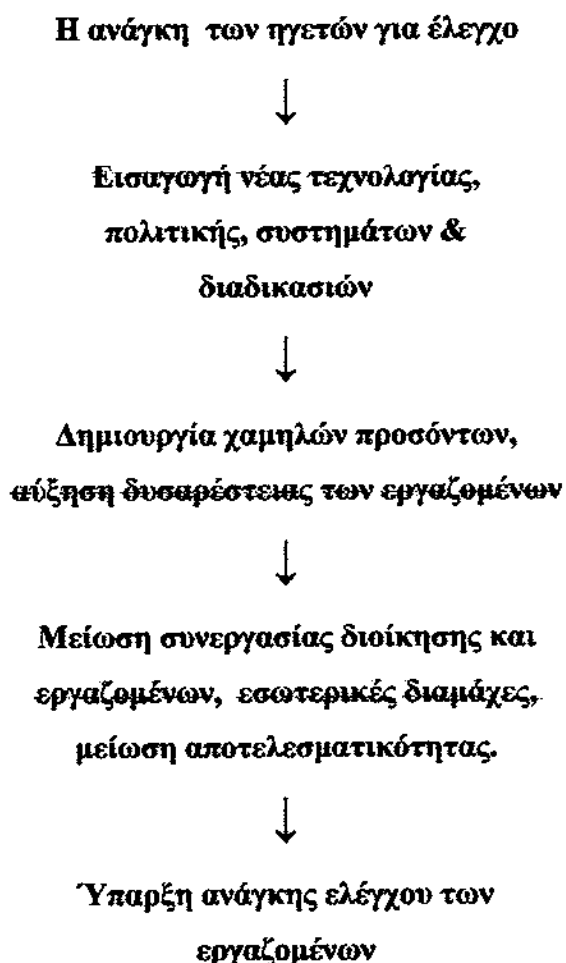 Η ανάγκη των ηγετών για έλεγχο
↓
Εισαγωγή νέας τεχνολογίας,
πολιτικής, συστημάτων &
διαδικασιών
↓
Δημιουργία χαμηλών προσόντων,
αύξηση δυσαρέστειας των εργαζομένων
↓
Μείωση συνεργασίας διοίκησης και
εργαζομένων, εσωτερικές διαμάχες,
μείωση αποτελεσματικότητας.
↓
Ύπαρξη ανάγκης ελέγχου των
εργαζομένων